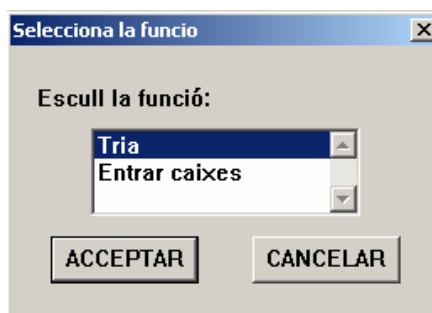 Selecciona la funcio
Escull la funció:
Tria
Entrar caixes
ACCEPTAR
CANCELAR